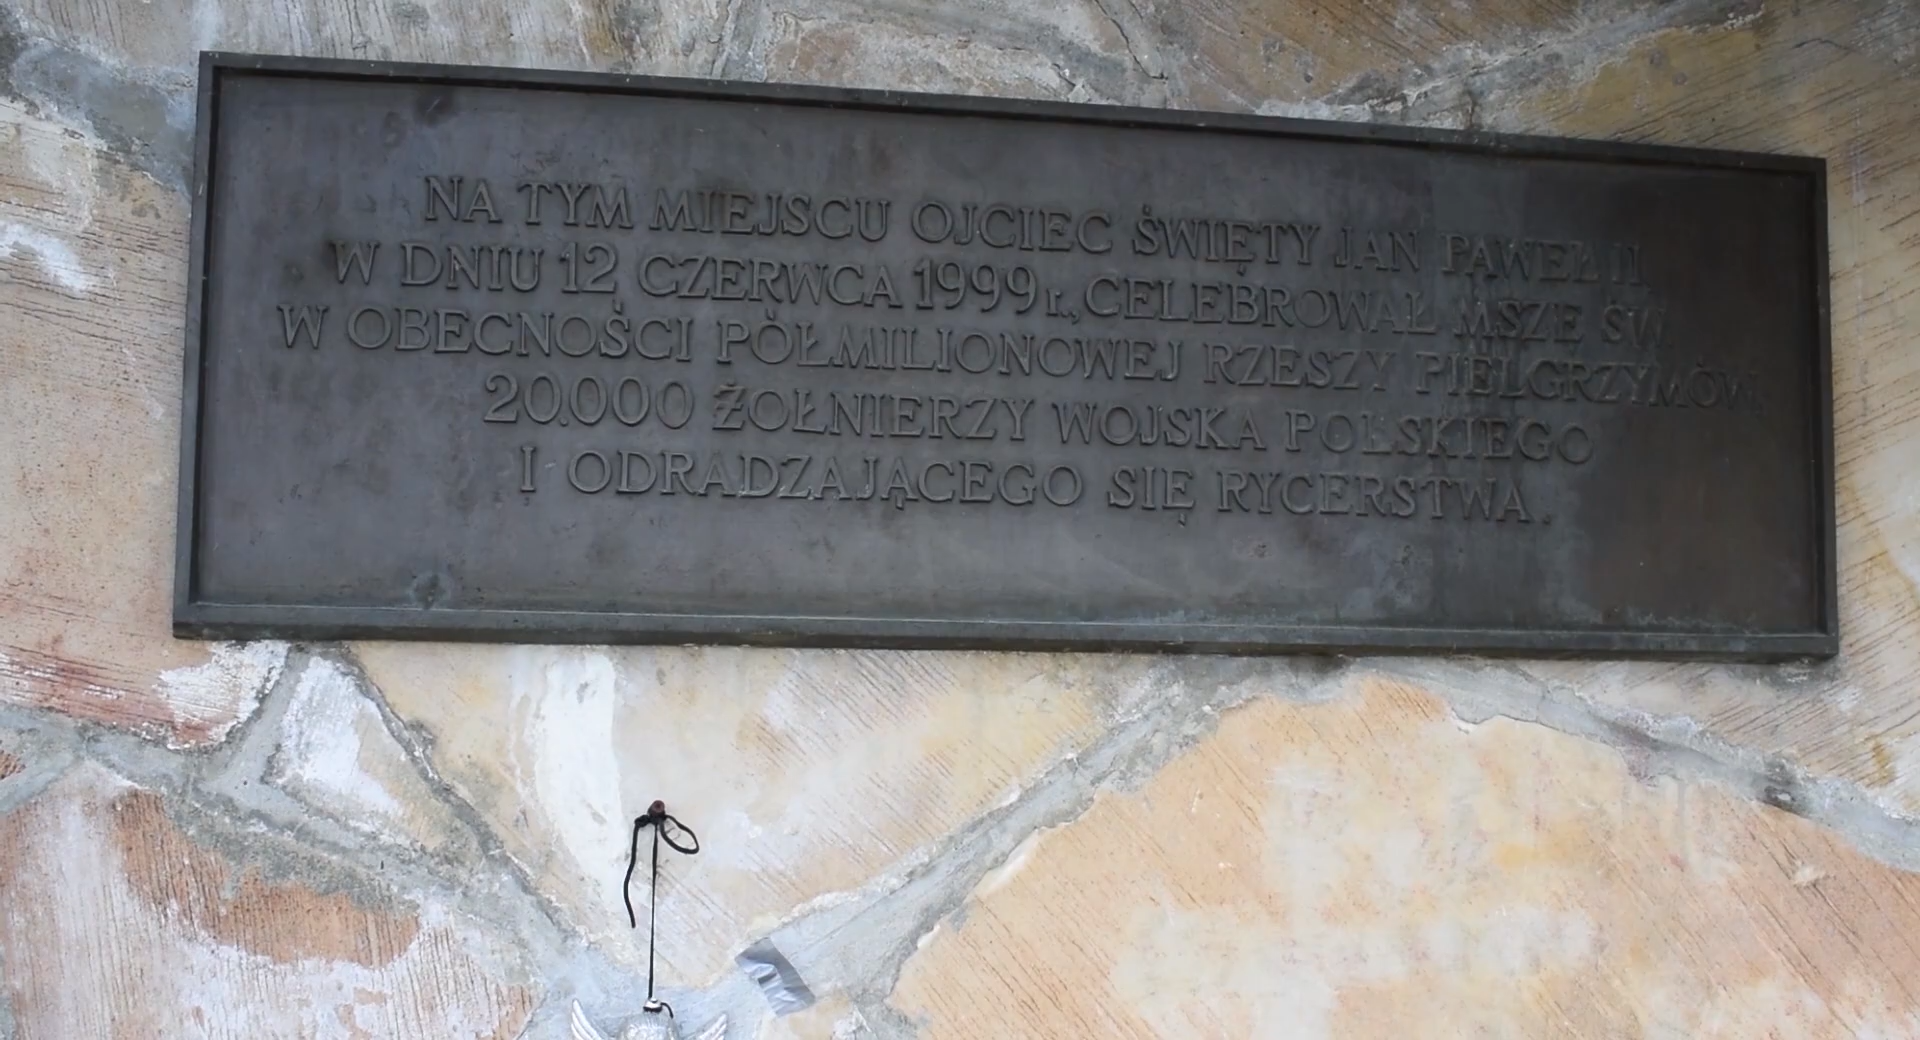 NA TYM MIEJSCU OJCIEC ŚWIĘTY JAN PAWEŁ II,
W DNIU 12 CZERWCA 1999 r., CELEBROWAŁ MSZE ŚW.
W OBECNOŚCI PÓŁMILIONOWEJ RZESZY PIELGRZYMÓW,
20.000 ŻOŁNIERZY WOJSKA POLSKIEGO
I ODRADZAJĄCEGO SIĘ RYCERSTWA.